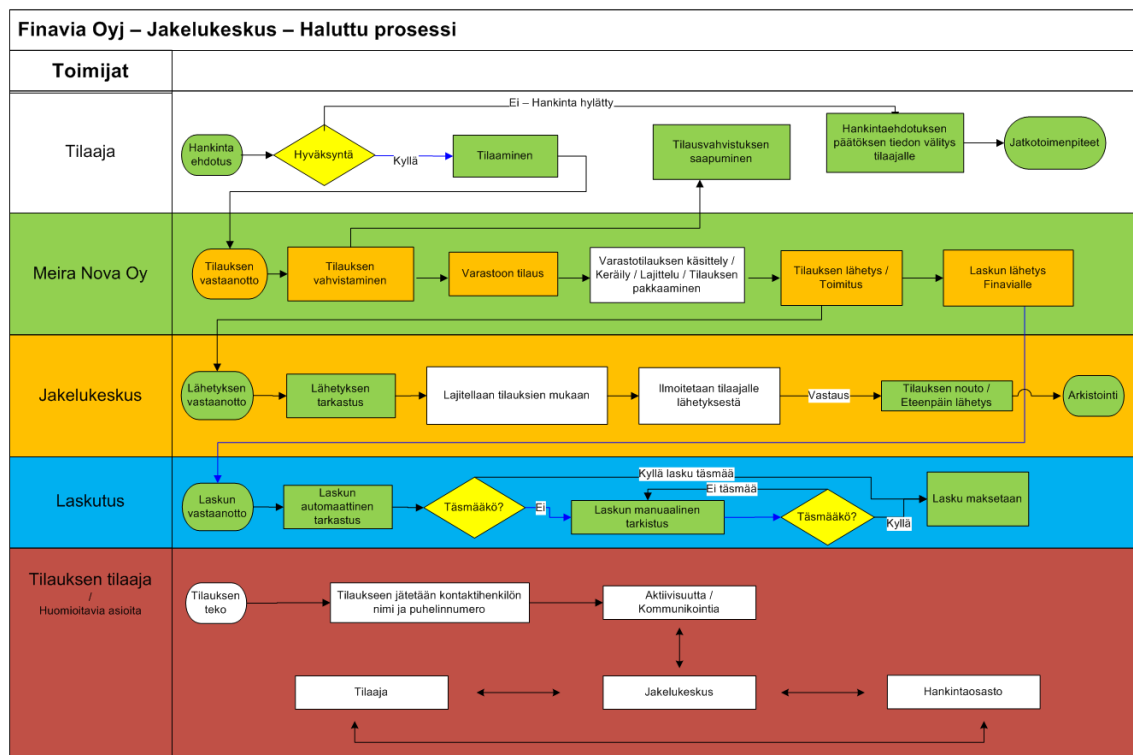 Finavia Oyj – Jakelukeskus – Haluttu prosessi
Toimijat
Tilaaja
Hankinta
ehdotus
Hyväksyntä
Kyllä
Ei – Hankinta hylätty
Tilaaminen
Tilausvahvistuksen
saapuminen
Hankintaehdotuksen
päätöksen tiedon välitys
tilaajalle
Jatkotoimenpiteet
Meira Nova Oy
Tilauksen
vastaanotto
Tilauksen
vahvistaminen
Varastoon tilaus
Varastotilauksen käsittely /
Keräily / Lajittelu / Tilauksen
pakkaaminen
Tilauksen lähetys /
Toimitus
Laskun lähetys
Finavialle
Jakelukeskus
Lähetyksen
vastaanotto
Lähetyksen
tarkastus
Lajitellaan tilauksien mukaan
Ilmoitetaan tilaajalle
lähetyksestä
Vastaus
Tilauksen nouto /
Eteenpäin lähetys
Arkistointi
Laskutus
Laskun
vastaanotto
Laskun
automaattinen
tarkastus
Täsmääkö?
Kyllä lasku täsmää
Ei
Laskun manuaalinen
tarkistus
Ei täsmää
Täsmääkö?
Kyllä
Lasku maksetaan
Tilauksen tilaaja
/
Huomioitavia asioita
Tilauksen
teko
Tilaukseen jätetään kontaktihenkilön
nimi ja puhelinnumero
Aktiivisuutta /
Kommunikointia
Tilaaja
Jakelukeskus
Hankintaosasto